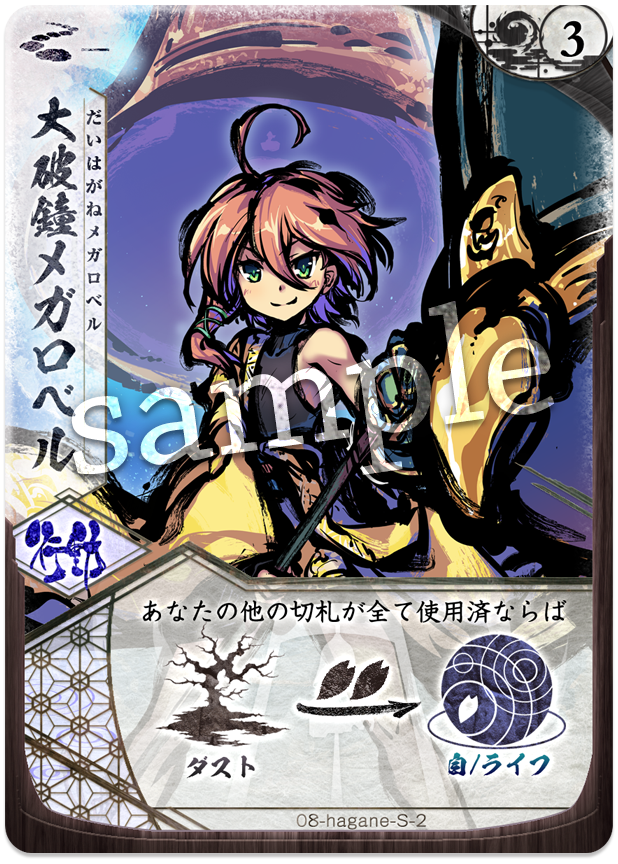 3
大破鐘メガロベル
だいはがねメガロベル
sample
行動
あなたの他の切札が全て使用済ならば
ダスト
自/ライフ
08-hagane-S-2